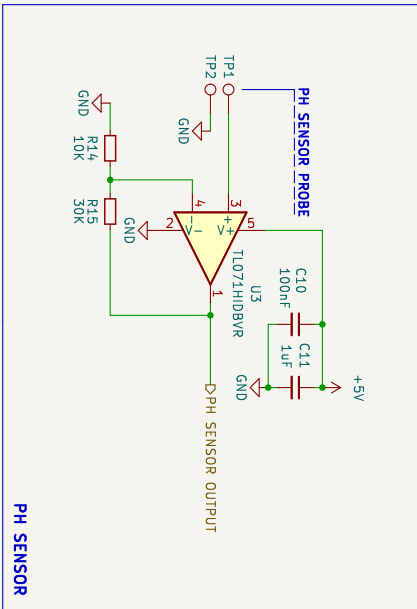 PH SENSOR PROBE
TP1
TP2
GND
GND
R14
10K
R15
30K
4
3
2
5
1
-
+
V-
V+
GND
U3
TL071HIDBVR
C10
100nF
C11
1uF
GND
+5V
PH SENSOR OUTPUT
PH SENSOR